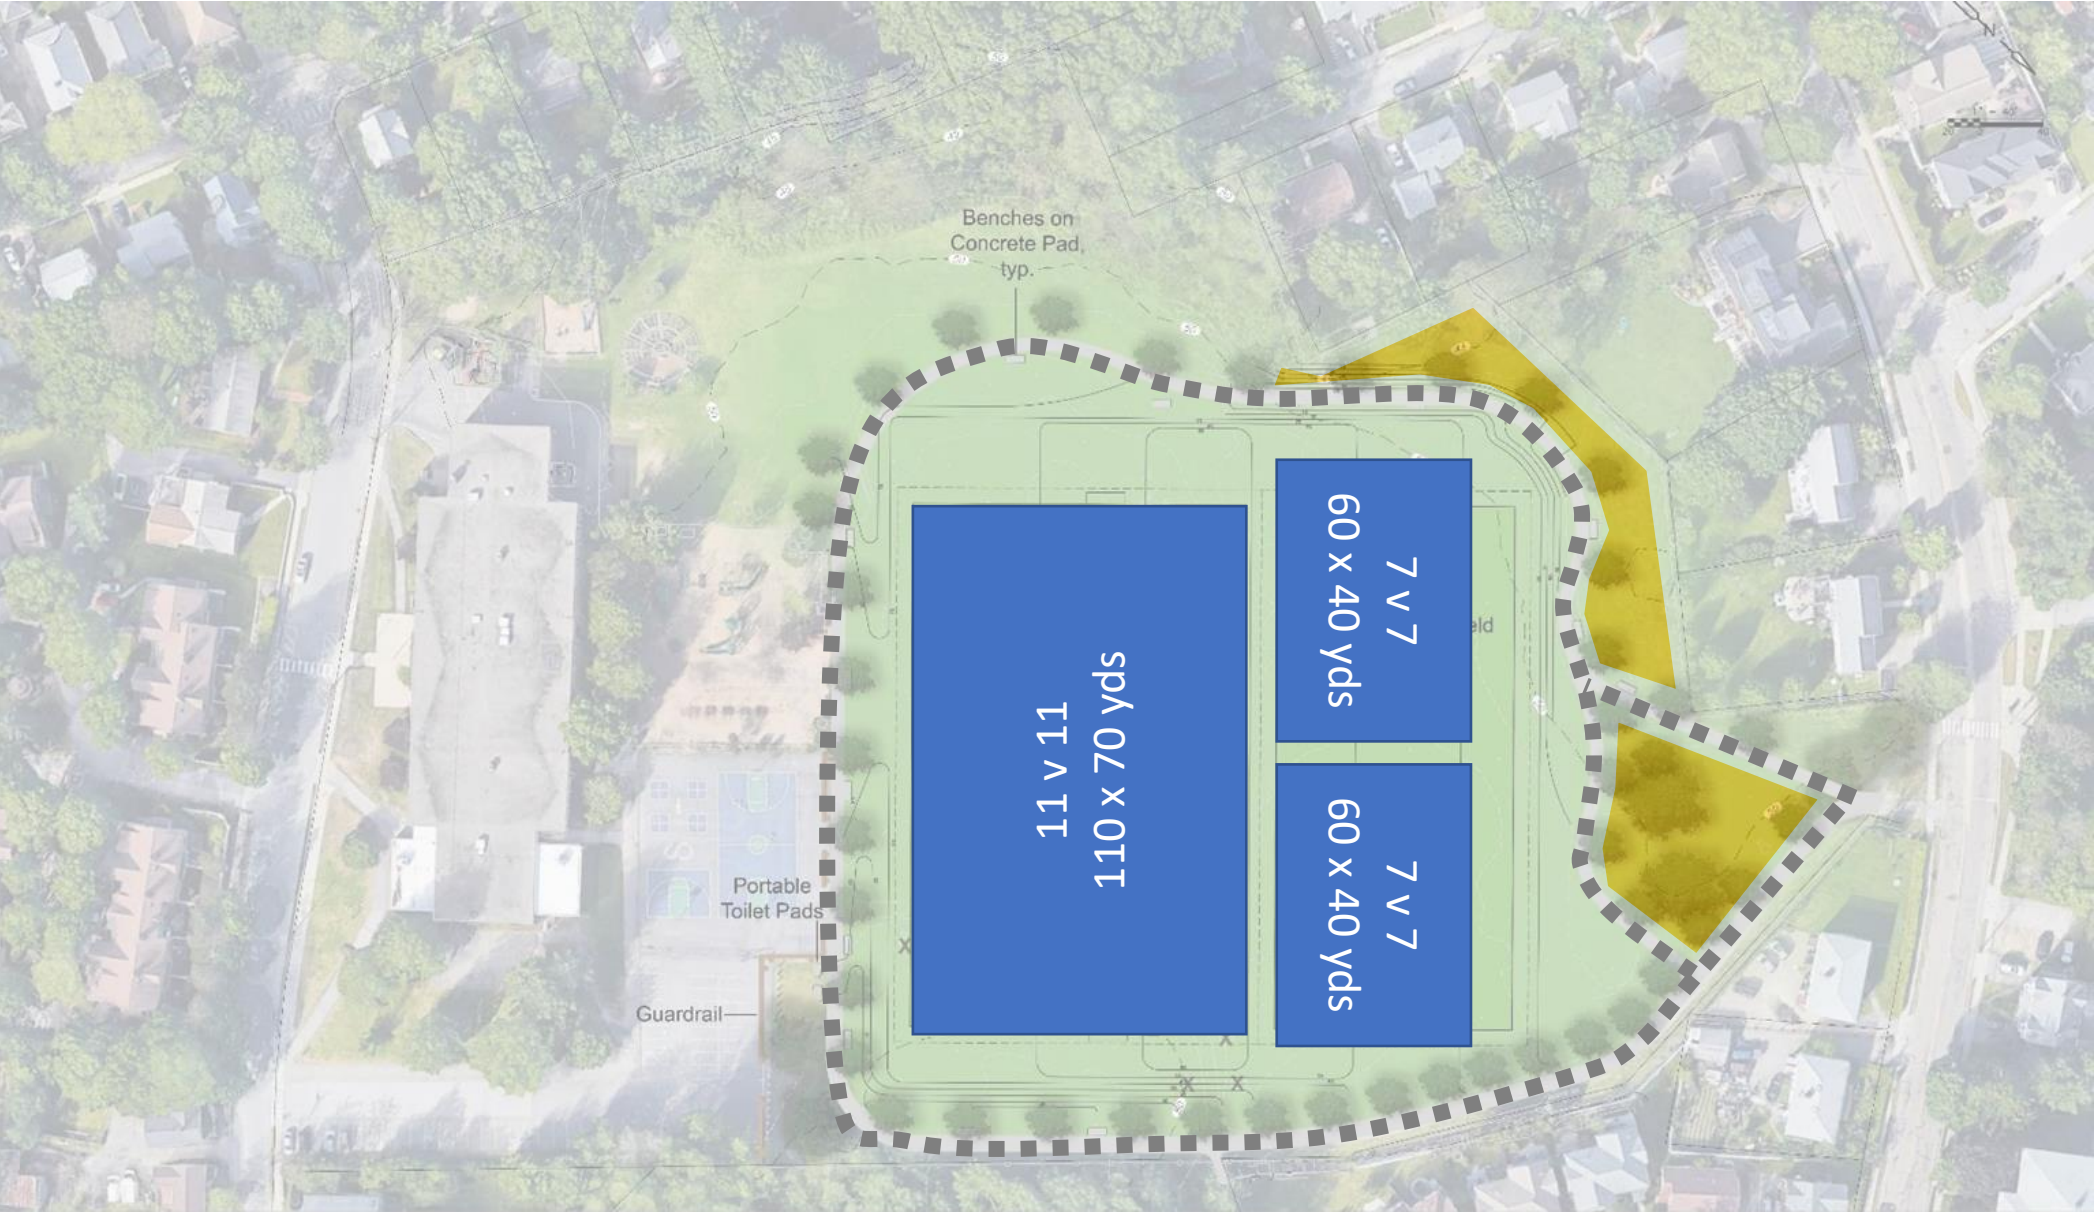 N
Benches on
Concrete Pad,
typ.
7 v 7
60 x 40 yds
eld
11 v 11
110 x 70 yds
7 v 7
60 x 40 yds
Portable
Toilet Pads
X
Guardrail
X
X
X